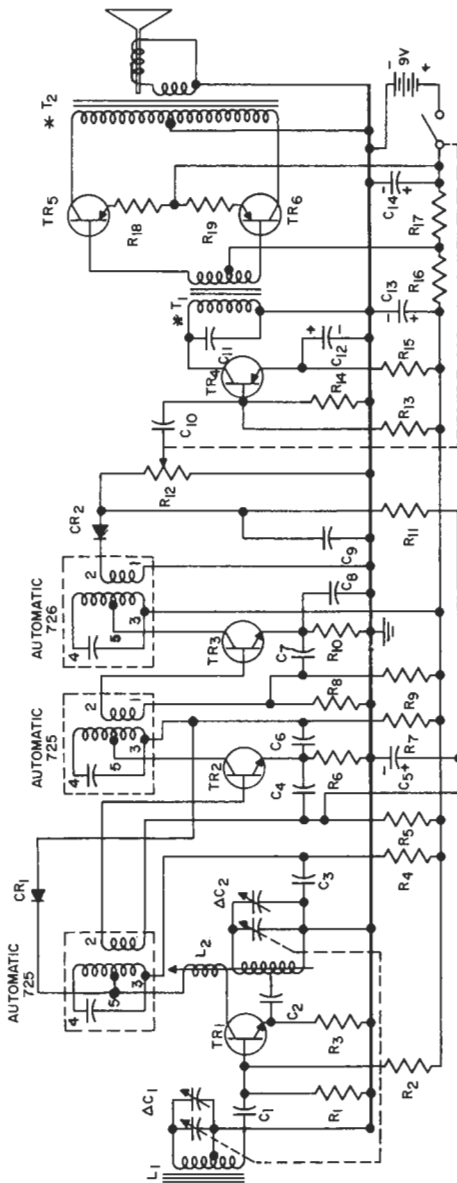 L₁
ΔC₁
C₁
R₁
R₂
TR₁
R₃
C₂
L₂
ΔC₂
C₃
AUTOMATIC
725
4
5
3
2
CR₁
R₄
R₅
C₄
TR₂
R₆
C₅
-
+
C₆
R₇
AUTOMATIC
725
4
5
3
2
1
R₈
R₉
C₇
TR₃
R₁₀
C₈
AUTOMATIC
726
4
5
3
2
1
CR₂
C₉
R₁₁
R₁₂
C₁₀
R₁₃
R₁₄
TR₄
C₁₁
C₁₂
+
-
R₁₅
* T₁
C₁₃
-
+
R₁₆
R₁₇
TR₅
R₁₈
R₁₉
TR₆
C₁₄
-
+
* T₂
-
9V
+